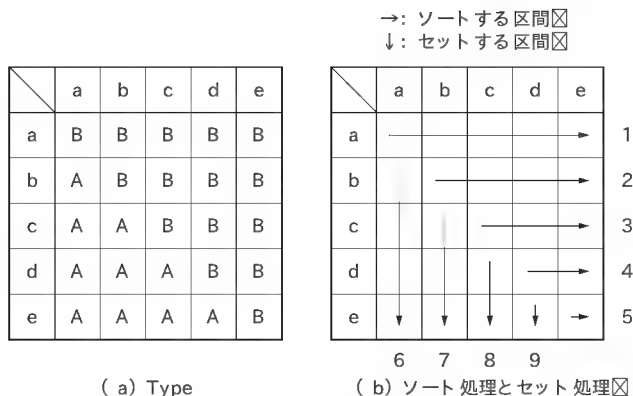 →: ソートする区間
↓: セットする区間
a b c d e
a B B B B B
b A B B B B
c A A B B B
d A A A B B
e A A A A B
(a) Type
a b c d e
a 1
b 2
c 3
d 4
e 5
6 7 8 9
(b) ソート処理とセット処理